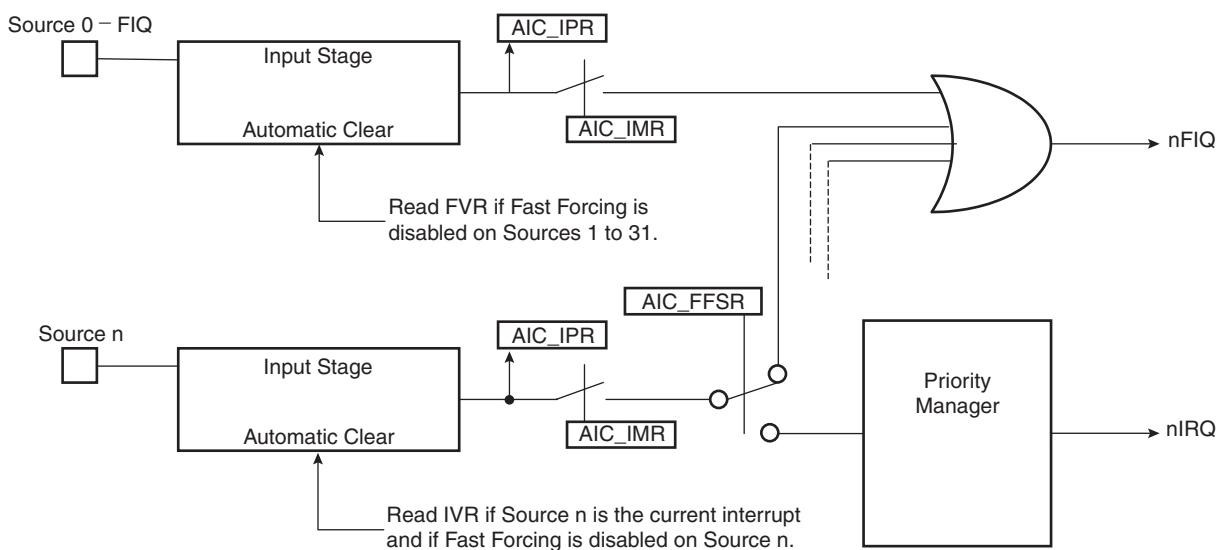 Source 0 – FIQ
AIC_IPR
Input Stage
Automatic Clear
AIC_IMR
nFIQ
Read FVR if Fast Forcing is
disabled on Sources 1 to 31.
AIC_FFSR
Source n
AIC_IPR
Input Stage
Priority
Manager
Automatic Clear
AIC_IMR
nIRQ
Read IVR if Source n is the current interrupt
and if Fast Forcing is disabled on Source n.